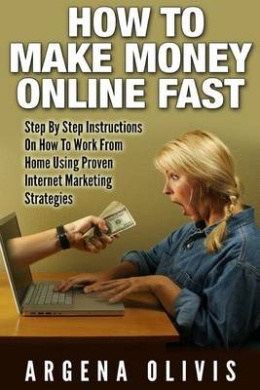 HOW TO
MAKE MONEY
ONLINE FAST
Step By Step Instructions
On How To Work From
Home Using Proven
Internet Marketing
Strategies
ARGENA OLIVIS